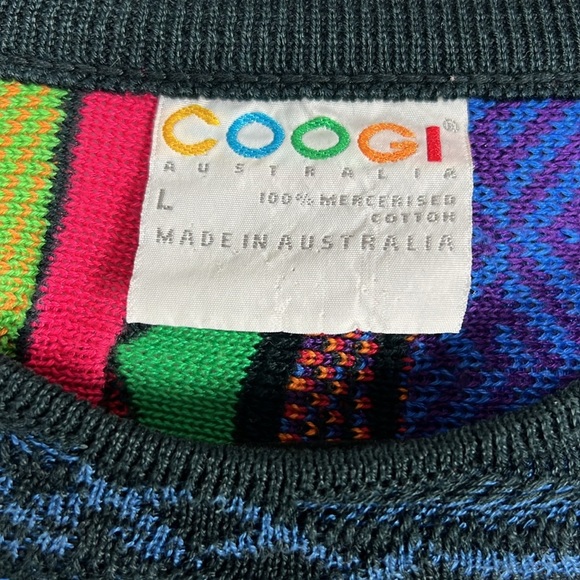 COOGI®
AUSTRALIA
L 100% MERCERISED
COTTON
MADE IN AUSTRALIA